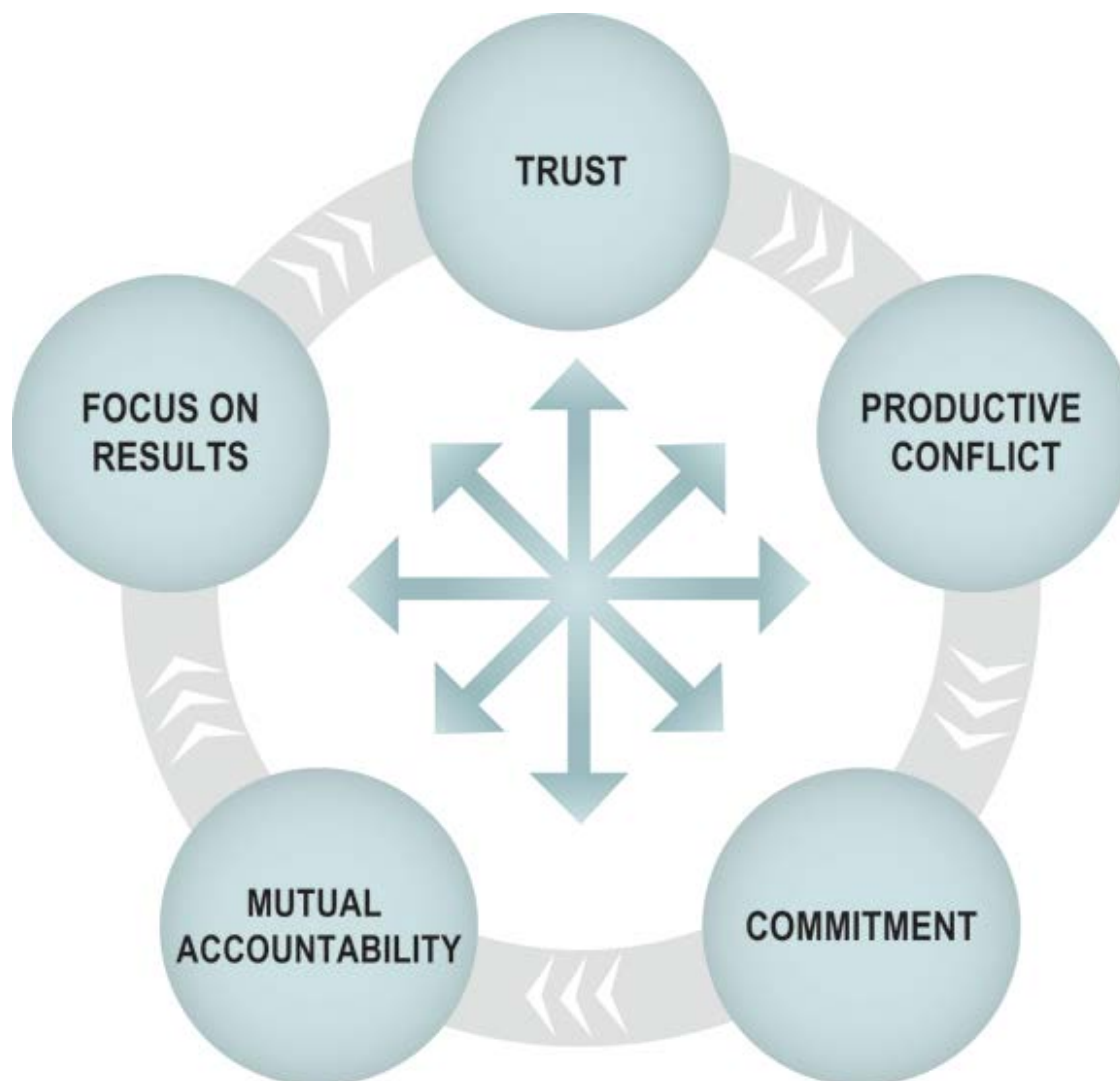 TRUST
PRODUCTIVE
CONFLICT
COMMITMENT
MUTUAL
ACCOUNTABILITY
FOCUS ON
RESULTS